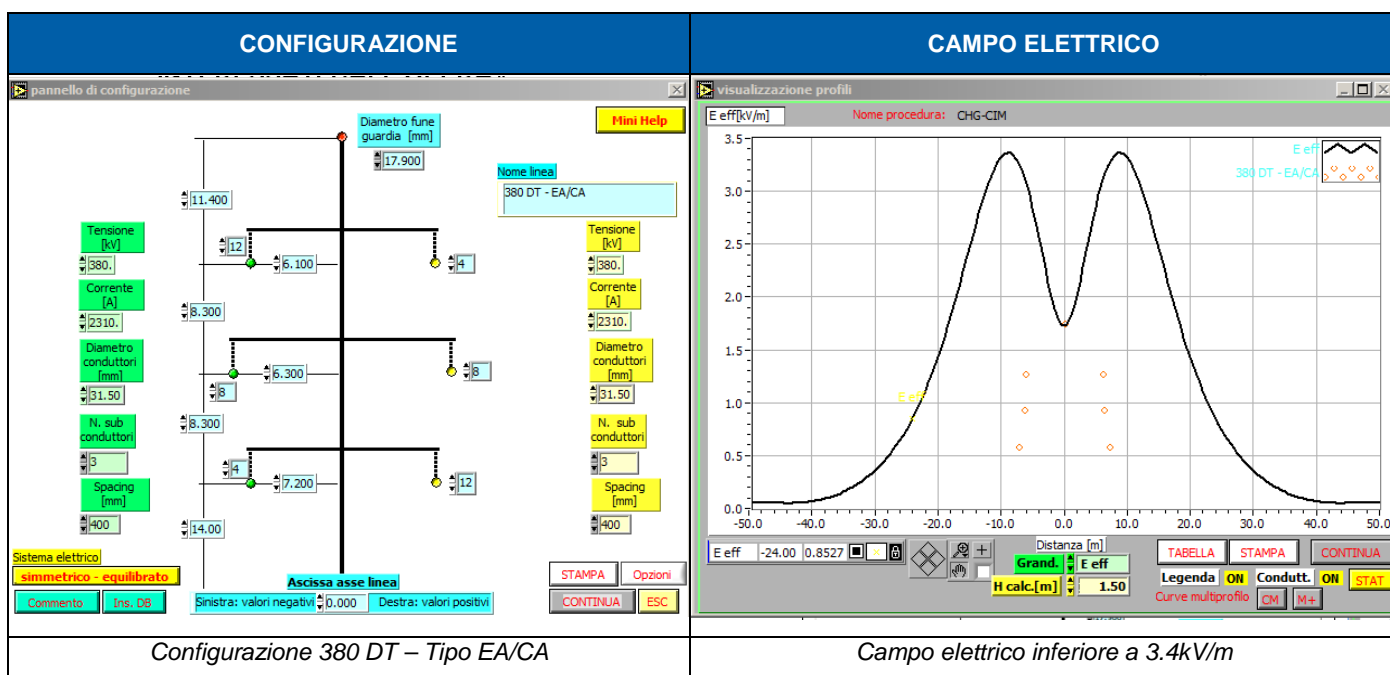 CONFIGURAZIONE
CAMPO ELETTRICO
pannello di configurazione
Diametro fune
guardia [mm]
17.900
Mini Help
Nome linea
380 DT - EA/CA
11.400
Tensione
[kV]
380.
12
6.100
4
Tensione
[kV]
380.
Corrente
[A]
2310.
8.300
Corrente
[A]
2310.
Diametro
conduttori
[mm]
31.50
6.300
8
8
Diametro
conduttori
[mm]
31.50
8.300
N. sub
conduttori
3
4
7.200
12
N. sub
conduttori
3
Spacing
[mm]
400
14.00
Spacing
[mm]
400
Sistema elettrico
simmetrico - equilibrato
Commento
Ins. DB
Ascissa asse linea
Sinistra: valori negativi
0.000
Destra: valori positivi
STAMPA
Opzioni
CONTINUA
ESC
visualizzazione profili
E eff[kV/m]
Nome procedura: CHG-CIM
E eff
380 DT - EA/CA
3.5
3.0
2.5
2.0
1.5
1.0
0.5
0.0
E eff
-50.0 -40.0 -30.0 -20.0 -10.0 0.0 10.0 20.0 30.0 40.0 50.0
Distanza [m]
E eff -24.00 0.8527
Grand. E eff
H calc.[m] 1.50
TABELLA
STAMPA
CONTINUA
Legenda ON Condutt. ON STAT
Curve multiprofilo CM M+
Configurazione 380 DT – Tipo EA/CA
Campo elettrico inferiore a 3.4kV/m